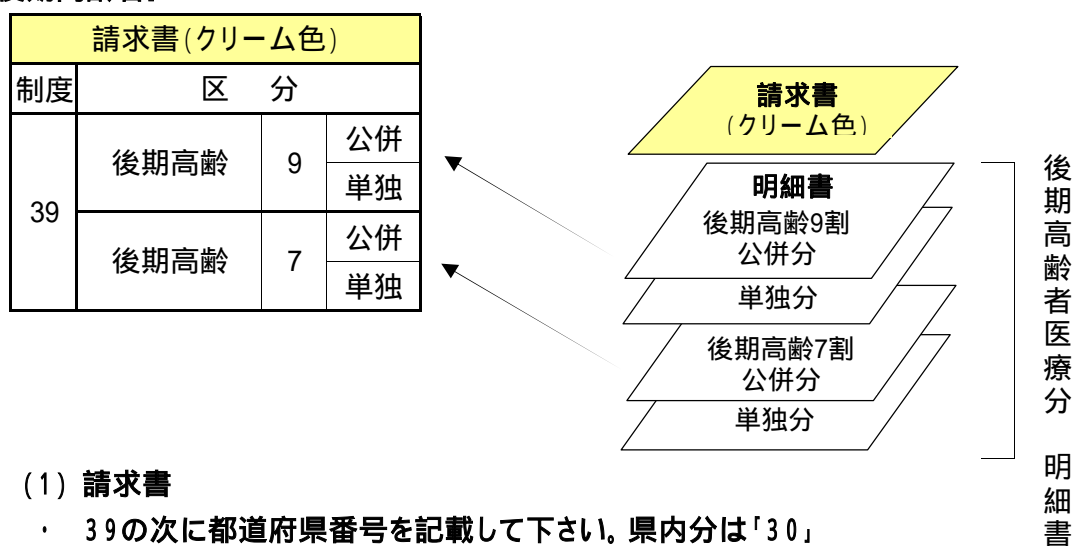 請求書(クリーム色)
制度 区 分
39 後期高齢 9 公併
単独
後期高齢 7 公併
単独
請求書
(クリーム色)
明細書
後期高齢9割
公併分
単独分
後期高齢7割
公併分
単独分
後期高齢者医療分 明細書
(1) 請求書
・ 39の次に都道府県番号を記載して下さい。県内分は「30」